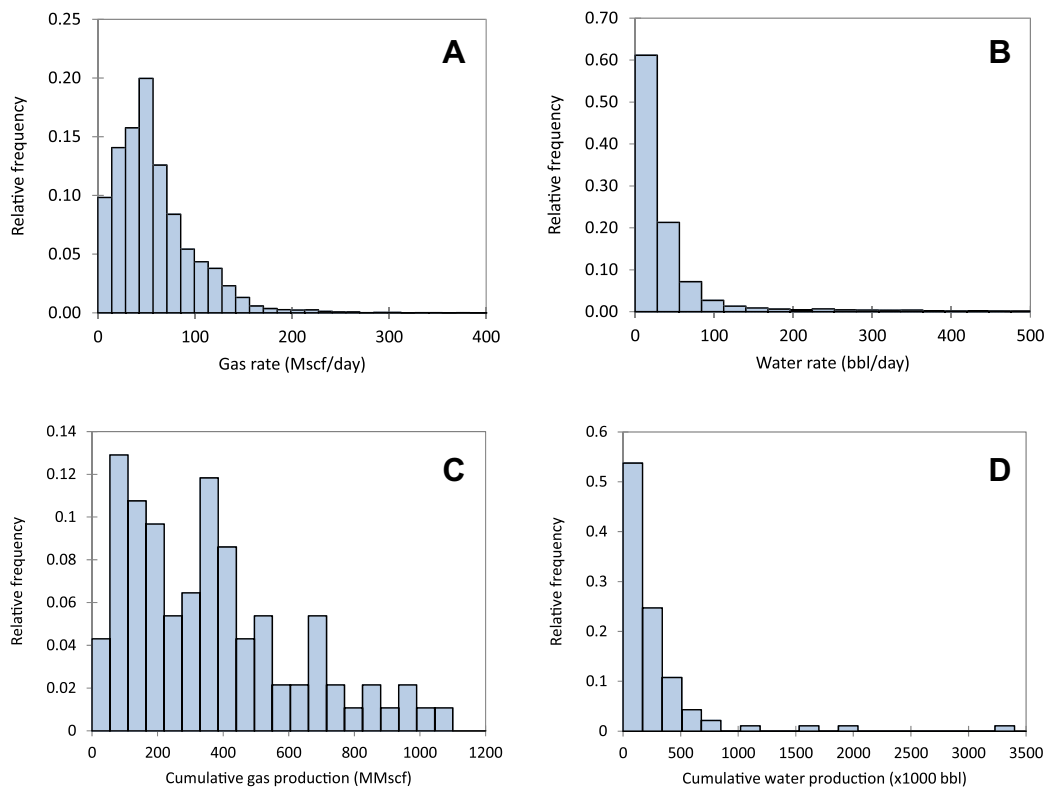 A
0.25
0.20
0.15
0.10
0.05
0.00
Relative frequency
0 100 200 300 400
Gas rate (Mscf/day)
B
0.70
0.60
0.50
0.40
0.30
0.20
0.10
0.00
Relative frequency
0 100 200 300 400 500
Water rate (bbl/day)
C
0.14
0.12
0.1
0.08
0.06
0.04
0.02
0
Relative frequency
0 200 400 600 800 1000 1200
Cumulative gas production (MMscf)
D
0.6
0.5
0.4
0.3
0.2
0.1
0
Relative frequency
0 500 1000 1500 2000 2500 3000 3500
Cumulative water production (x1000 bbl)